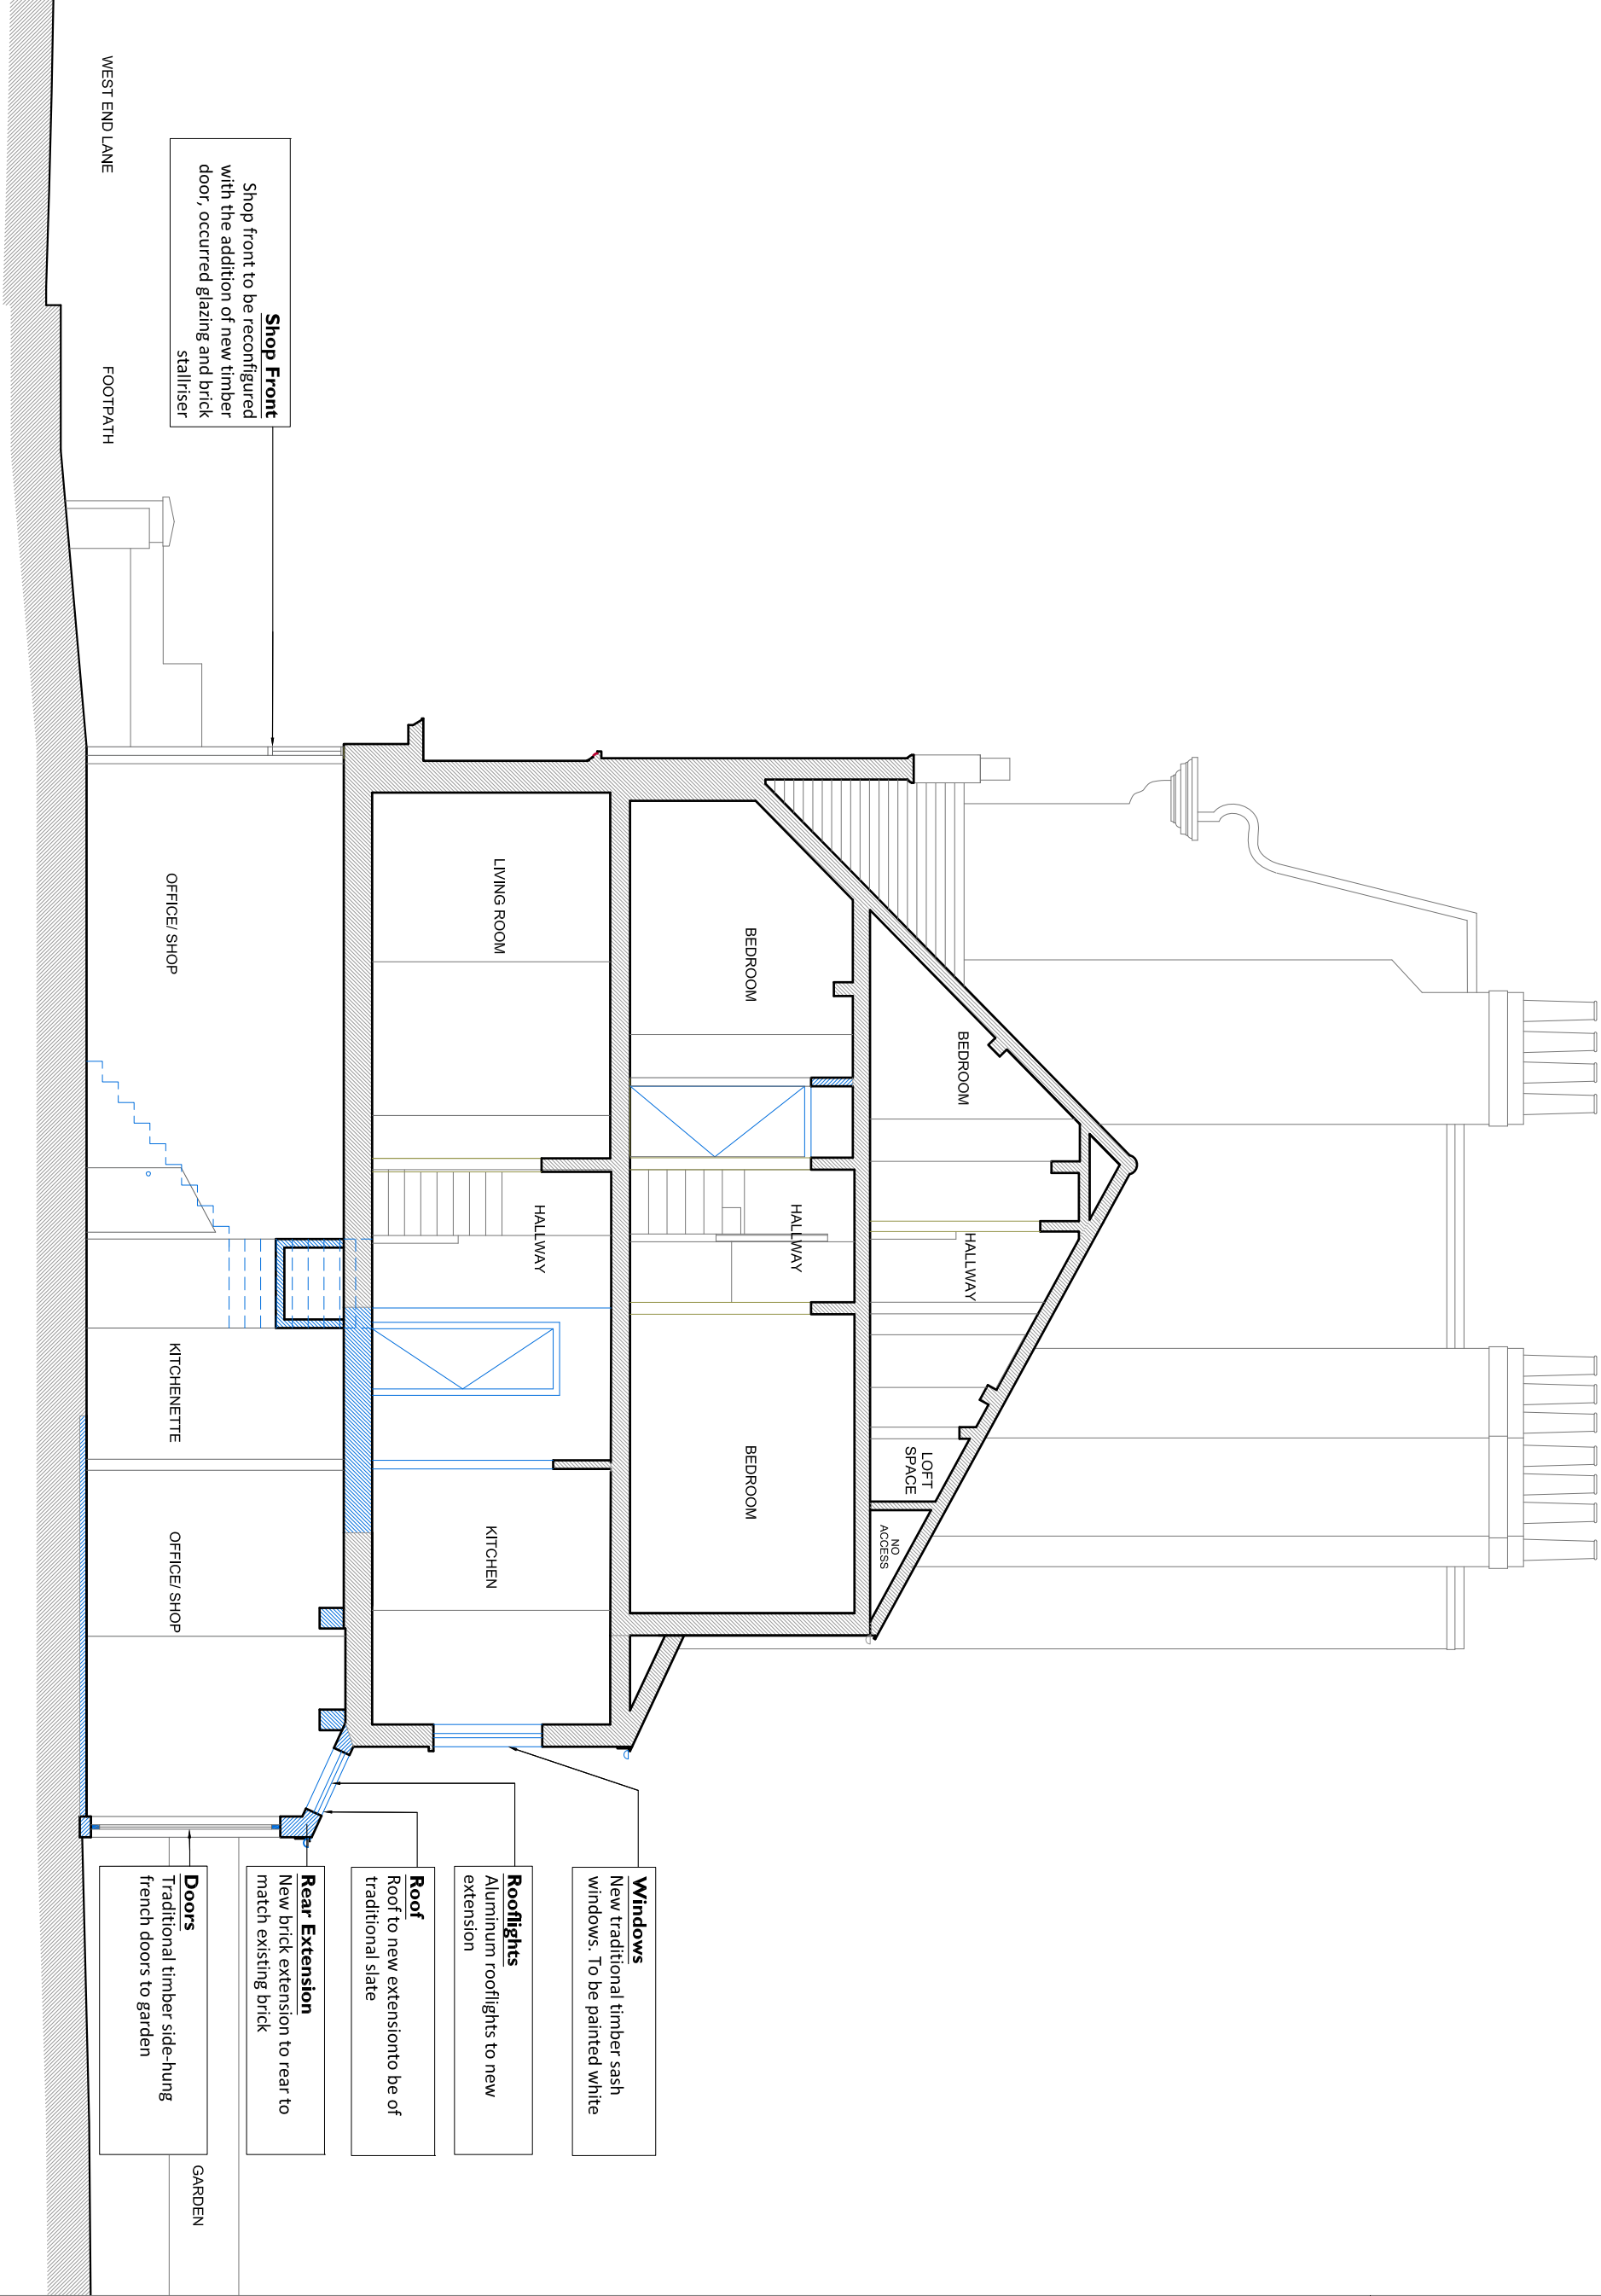 WEST END LANE
FOOTPATH
Shop Front
Shop front to be reconfigured
with the addition of new timber
door, occurred glazing and brick
stallriser
BEDROOM
HALLWAY
LOFT
SPACE
NO
ACCESS
BEDROOM
HALLWAY
BEDROOM
LIVING ROOM
HALLWAY
KITCHEN
OFFICE/ SHOP
KITCHENETTE
OFFICE/ SHOP
Windows
New traditional timber sash
windows. To be painted white
Rooflights
Aluminum rooflights to new
extension
Roof
Roof to new extensionto be of
traditional slate
Rear Extension
New brick extension to rear to
match existing brick
Doors
Traditional timber side-hung
french doors to garden
GARDEN